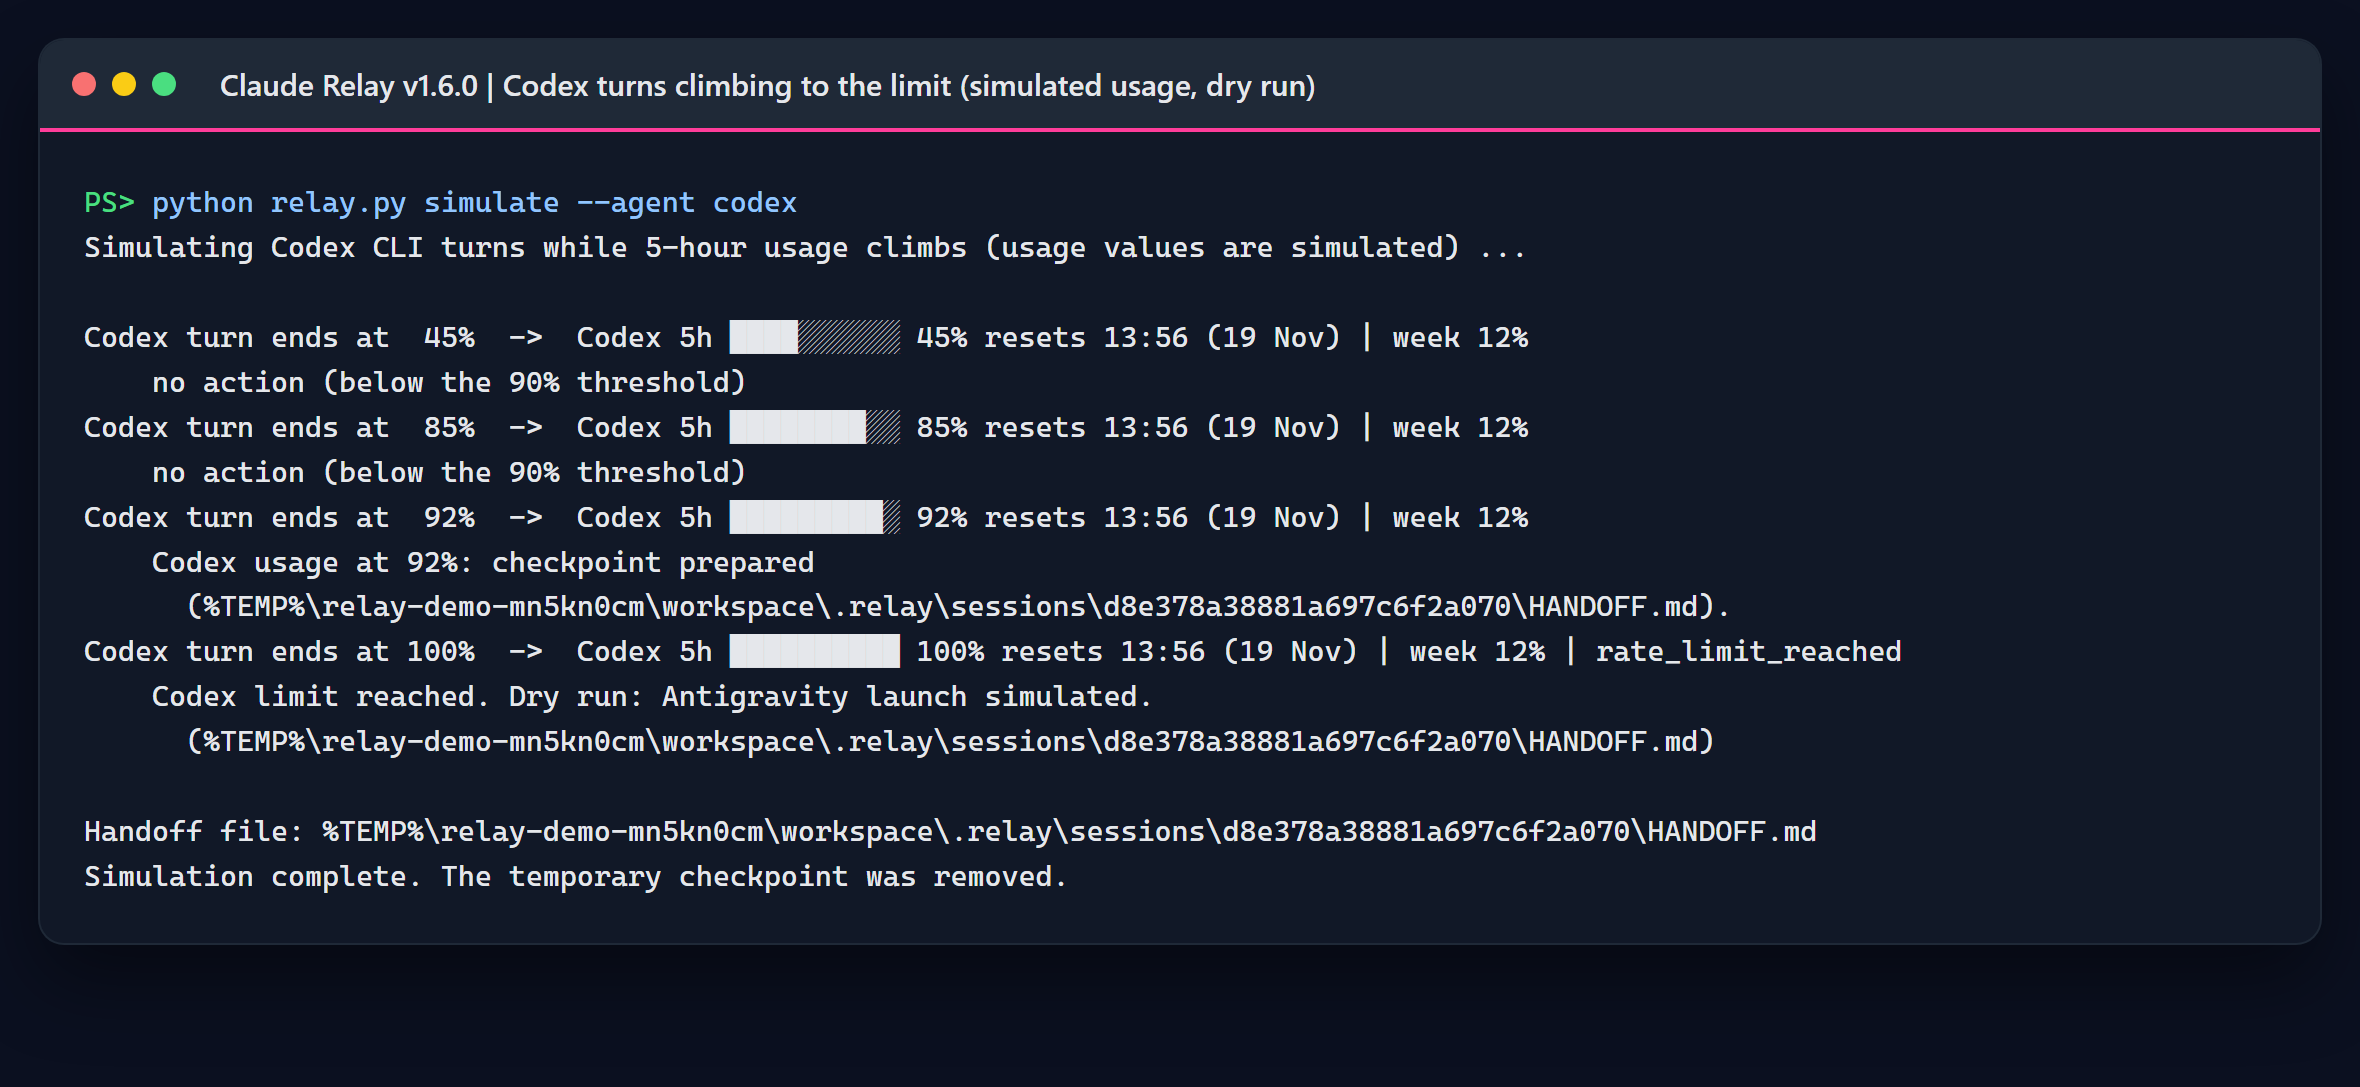 Claude Relay v1.6.0 | Codex turns climbing to the limit (simulated usage, dry run)
PS> python relay.py simulate --agent codex
Simulating Codex CLI turns while 5-hour usage climbs (usage values are simulated) ...
Codex turn ends at  45%  ->  Codex 5h ████▒▒▒▒▒▒ 45% resets 13:56 (19 Nov) | week 12%
    no action (below the 90% threshold)
Codex turn ends at  85%  ->  Codex 5h ████████▒▒ 85% resets 13:56 (19 Nov) | week 12%
    no action (below the 90% threshold)
Codex turn ends at  92%  ->  Codex 5h █████████▒ 92% resets 13:56 (19 Nov) | week 12%
    Codex usage at 92%: checkpoint prepared
      (%TEMP%\relay-demo-mn5kn0cm\workspace\.relay\sessions\d8e378a38881a697c6f2a070\HANDOFF.md).
Codex turn ends at 100%  ->  Codex 5h ██████████ 100% resets 13:56 (19 Nov) | week 12% | rate_limit_reached
    Codex limit reached. Dry run: Antigravity launch simulated.
      (%TEMP%\relay-demo-mn5kn0cm\workspace\.relay\sessions\d8e378a38881a697c6f2a070\HANDOFF.md)
Handoff file: %TEMP%\relay-demo-mn5kn0cm\workspace\.relay\sessions\d8e378a38881a697c6f2a070\HANDOFF.md
Simulation complete. The temporary checkpoint was removed.